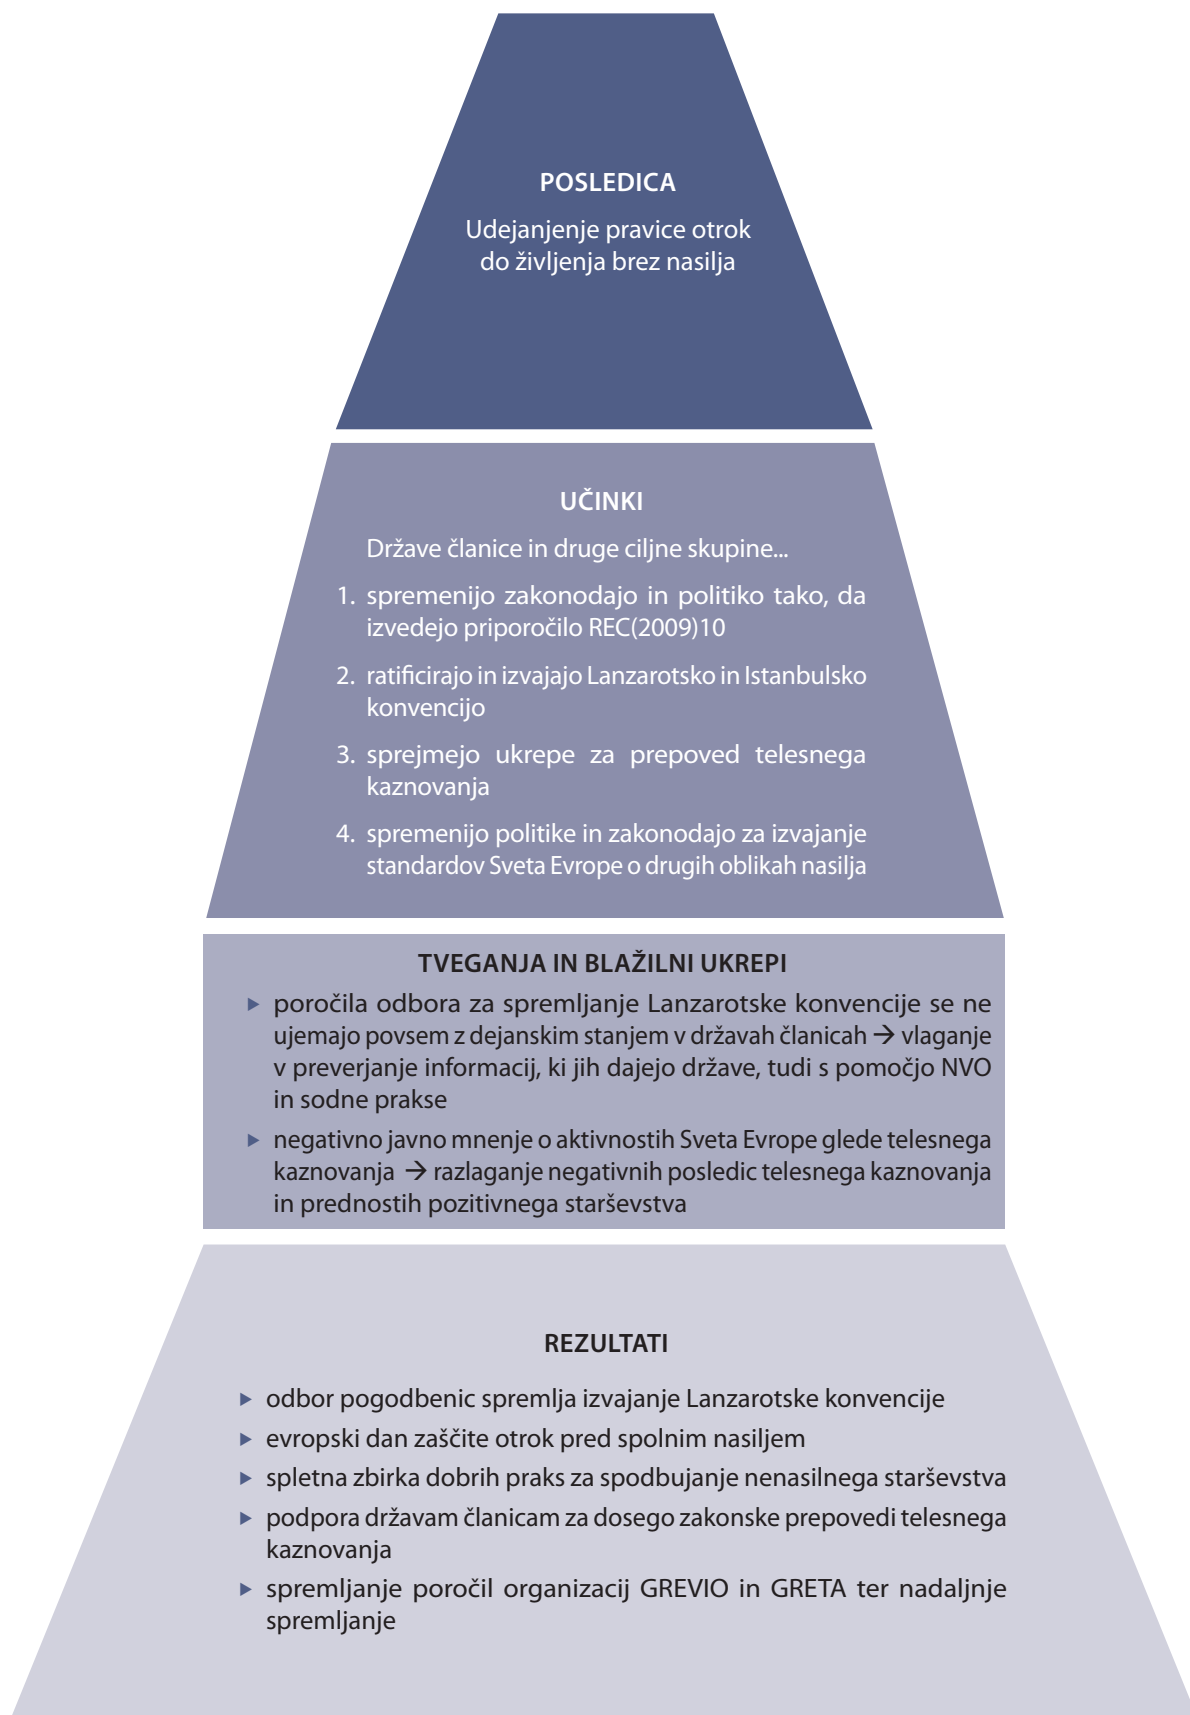 POSLEDICA
Udejanjenje pravice otrok
do življenja brez nasilja
UČINKI
Države članice in druge ciljne skupine...
1. spremenijo zakonodajo in politiko tako, da
izvedejo priporočilo REC(2009)10
2. ratificirajo in izvajajo Lanzarotsko in Istanbulsko
konvencijo
3. sprejmejo ukrepe za prepoved telesnega
kaznovanja
4. spremenijo politike in zakonodajo za izvajanje
standardov Sveta Evrope o drugih oblikah nasilja
TVEGANJA IN BLAŽILNI UKREPI
▶ poročila odbora za spremljanje Lanzarotske konvencije se ne
ujemajo povsem z dejanskim stanjem v državah članicah → vlaganje
v preverjanje informacij, ki jih dajejo države, tudi s pomočjo NVO
in sodne prakse
▶ negativno javno mnenje o aktivnostih Sveta Evrope glede telesnega
kaznovanja → razlaganje negativnih posledic telesnega kaznovanja
in prednostih pozitivnega starševstva
REZULTATI
▶ odbor pogodbenic spremlja izvajanje Lanzarotske konvencije
▶ evropski dan zaščite otrok pred spolnim nasiljem
▶ spletna zbirka dobrih praks za spodbujanje nenasilnega starševstva
▶ podpora državam članicam za dosego zakonske prepovedi telesnega
kaznovanja
▶ spremljanje poročil organizacij GREVIO in GRETA ter nadaljnje
spremljanje